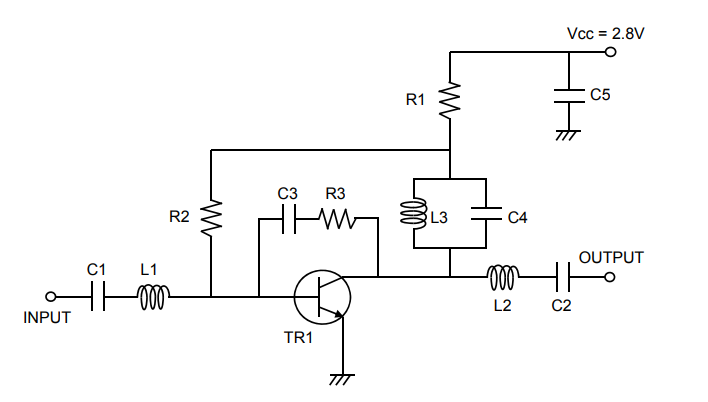 Vcc = 2.8V
R1
C5
C3
R3
R2
L3
C4
C1
L1
OUTPUT
INPUT
L2
C2
TR1